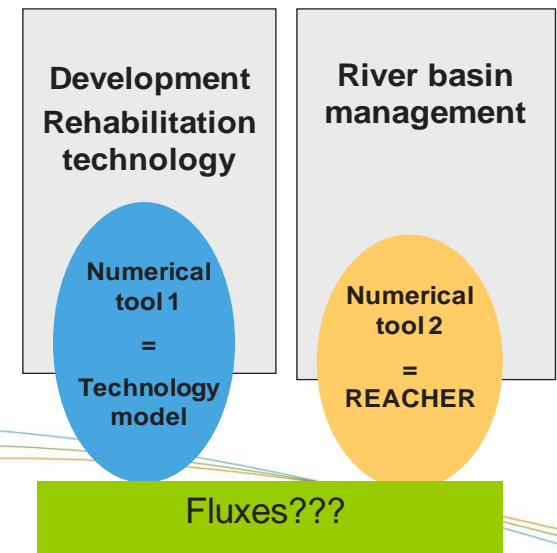 Development
Rehabilitation
technology
River basin
management
Numerical
tool 1
=
Technology
model
Numerical
tool 2
=
REACHER
Fluxes???